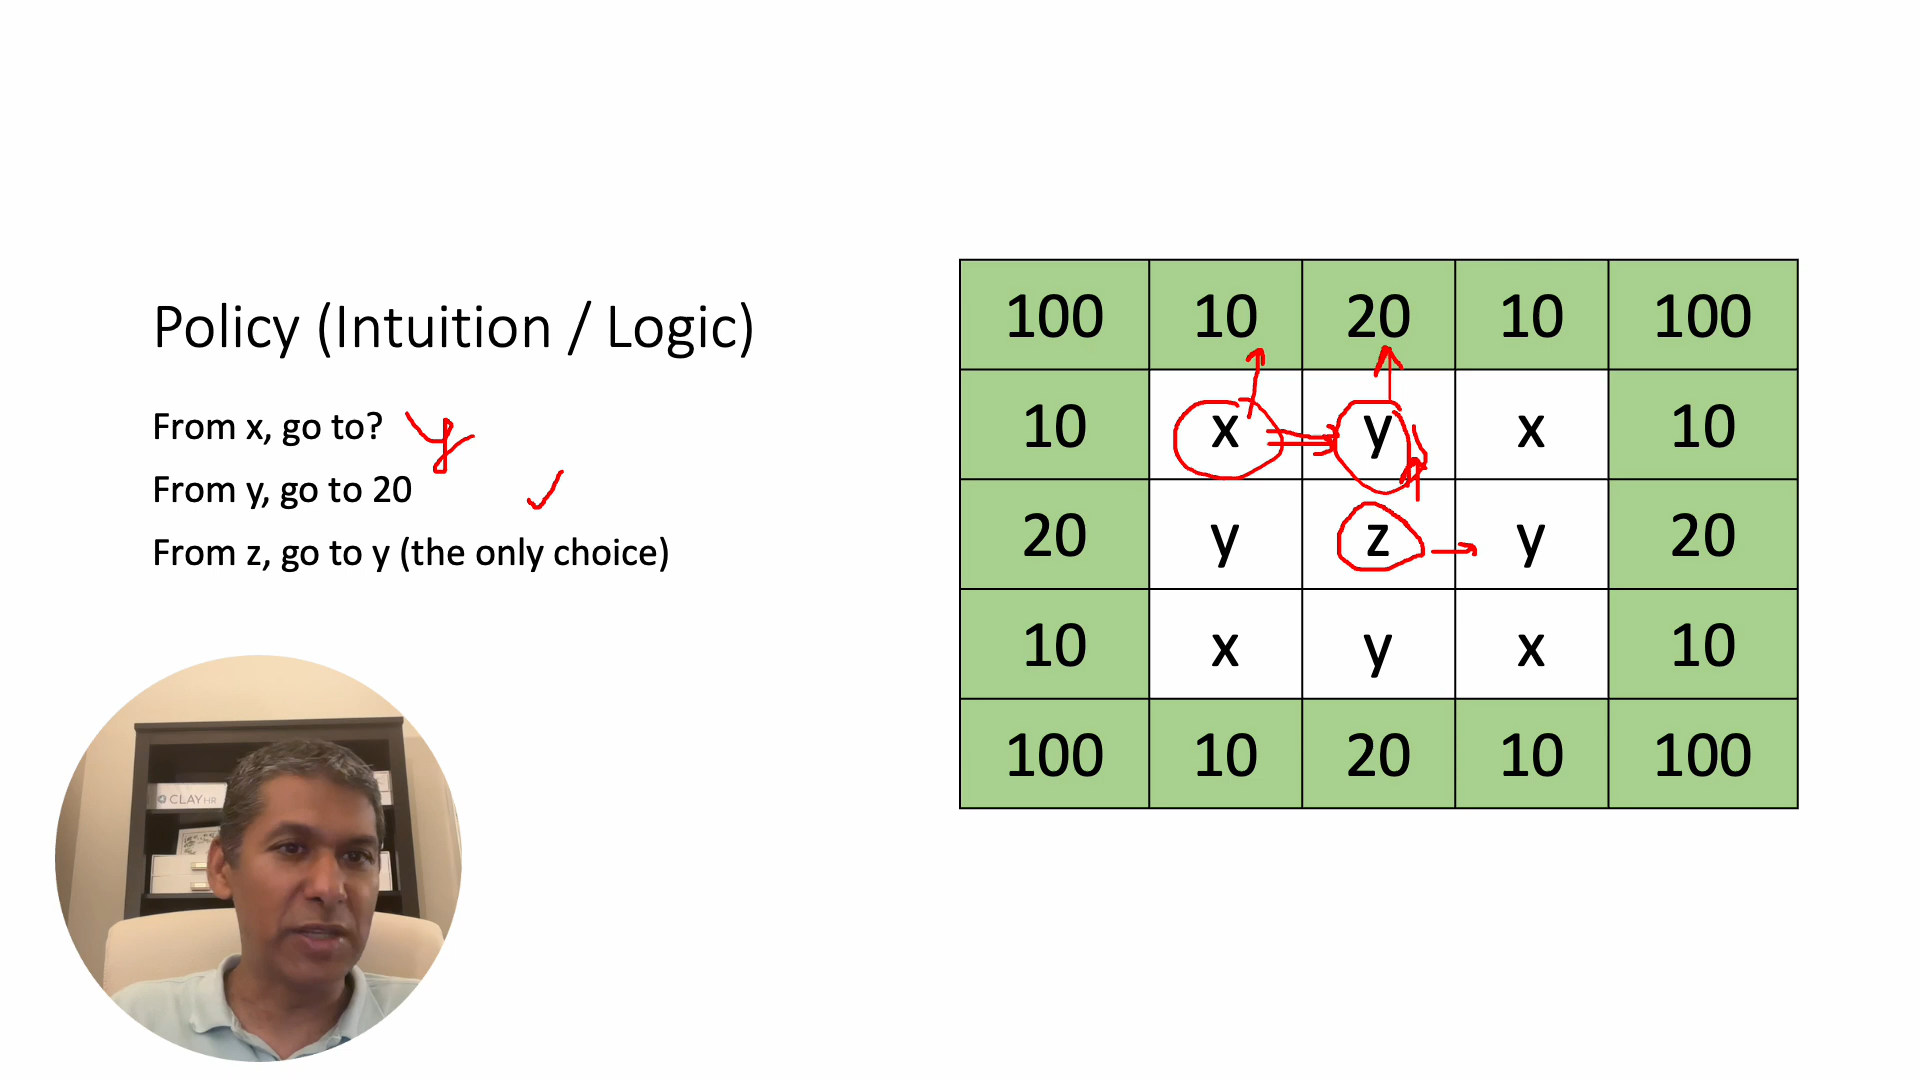 Policy (Intuition / Logic)
From x, go to? y
From y, go to 20 ✓
From z, go to y (the only choice)
100 10 20 10 100
10 x y x 10
20 y z y 20
10 x y x 10
100 10 20 10 100
CLAYHR